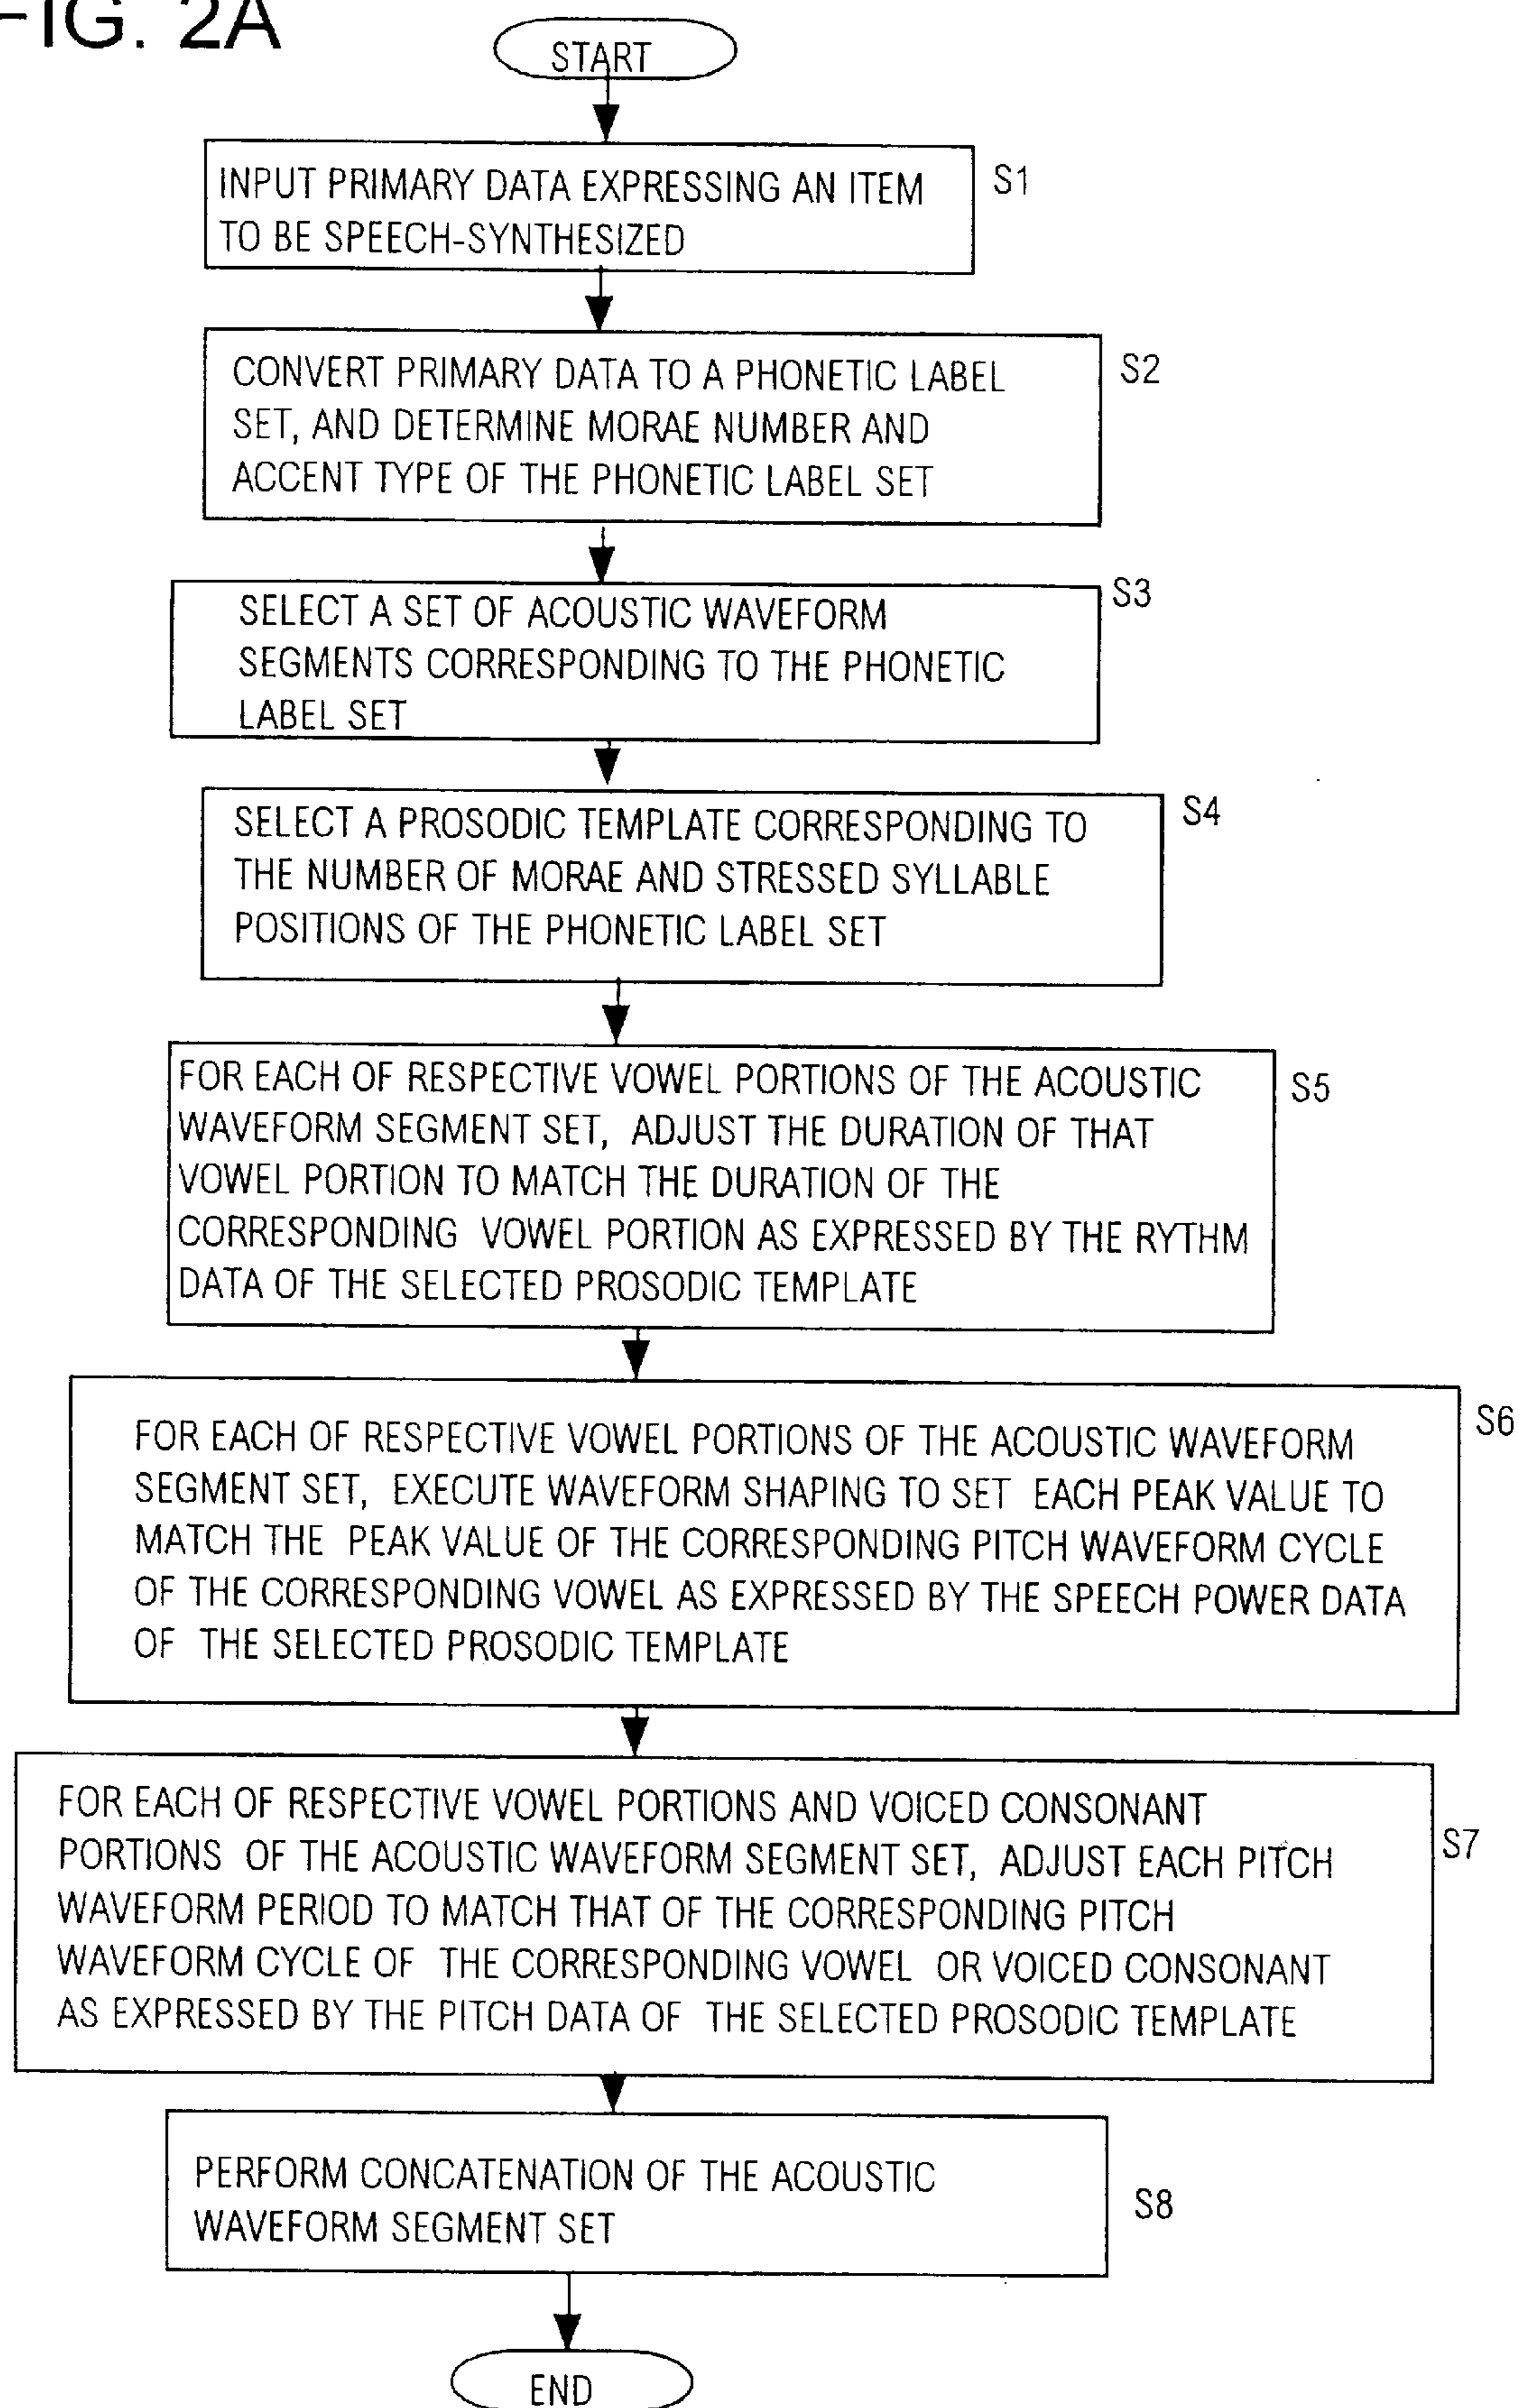 FIG. 2A
START
INPUT PRIMARY DATA EXPRESSING AN ITEM
TO BE SPEECH-SYNTHESIZED
S1
CONVERT PRIMARY DATA TO A PHONETIC LABEL
SET, AND DETERMINE MORAE NUMBER AND
ACCENT TYPE OF THE PHONETIC LABEL SET
S2
SELECT A SET OF ACOUSTIC WAVEFORM
SEGMENTS CORRESPONDING TO THE PHONETIC
LABEL SET
S3
SELECT A PROSODIC TEMPLATE CORRESPONDING TO
THE NUMBER OF MORAE AND STRESSED SYLLABLE
POSITIONS OF THE PHONETIC LABEL SET
S4
FOR EACH OF RESPECTIVE VOWEL PORTIONS OF THE ACOUSTIC
WAVEFORM SEGMENT SET, ADJUST THE DURATION OF THAT
VOWEL PORTION TO MATCH THE DURATION OF THE
CORRESPONDING VOWEL PORTION AS EXPRESSED BY THE RYTHM
DATA OF THE SELECTED PROSODIC TEMPLATE
S5
FOR EACH OF RESPECTIVE VOWEL PORTIONS OF THE ACOUSTIC WAVEFORM
SEGMENT SET, EXECUTE WAVEFORM SHAPING TO SET EACH PEAK VALUE TO
MATCH THE PEAK VALUE OF THE CORRESPONDING PITCH WAVEFORM CYCLE
OF THE CORRESPONDING VOWEL AS EXPRESSED BY THE SPEECH POWER DATA
OF THE SELECTED PROSODIC TEMPLATE
S6
FOR EACH OF RESPECTIVE VOWEL PORTIONS AND VOICED CONSONANT
PORTIONS OF THE ACOUSTIC WAVEFORM SEGMENT SET, ADJUST EACH PITCH
WAVEFORM PERIOD TO MATCH THAT OF THE CORRESPONDING PITCH
WAVEFORM CYCLE OF THE CORRESPONDING VOWEL OR VOICED CONSONANT
AS EXPRESSED BY THE PITCH DATA OF THE SELECTED PROSODIC TEMPLATE
S7
PERFORM CONCATENATION OF THE ACOUSTIC
WAVEFORM SEGMENT SET
S8
END